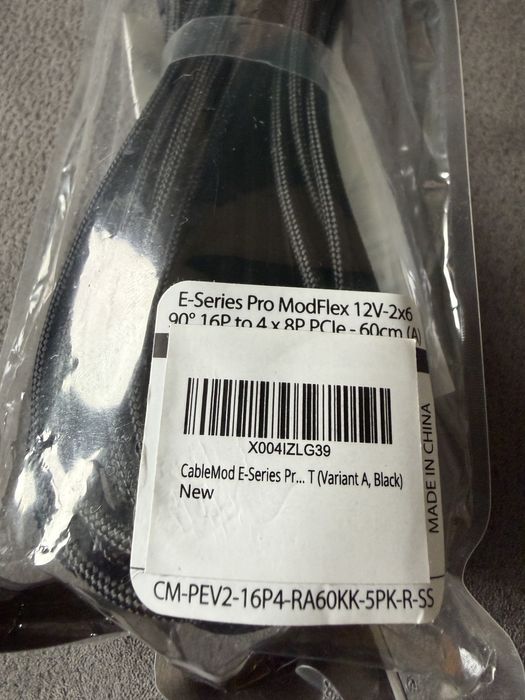 E-Series Pro ModFlex 12V-2x6
90° 16P to 4 x 8P PCIe - 60cm (A)
X004IZLG39
CableMod E-Series Pr... T (Variant A, Black)
New
MADE IN CHINA
CM-PEV2-16P4-RA60KK-5PK-R-SS